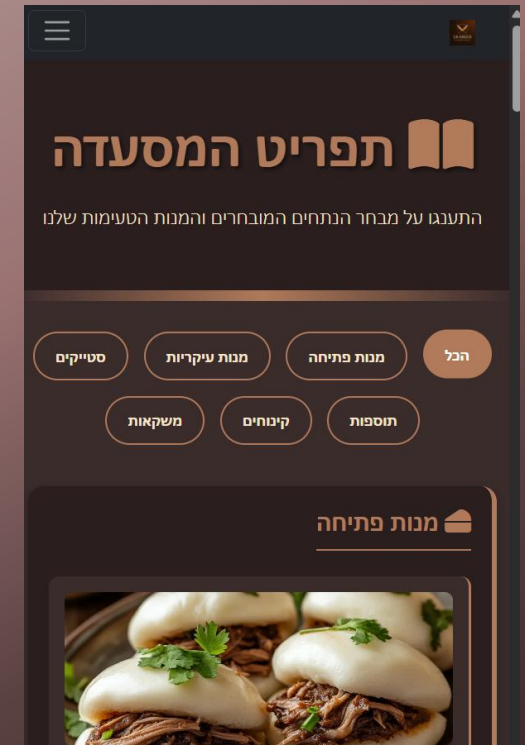 תפריט המסעדה
התענגו על מבחר הנתחים המובחרים והמנות הטעימות שלנו
הכל
מנות פתיחה
מנות עיקריות
סטייקים
תוספות
קינוחים
משקאות
מנות פתיחה